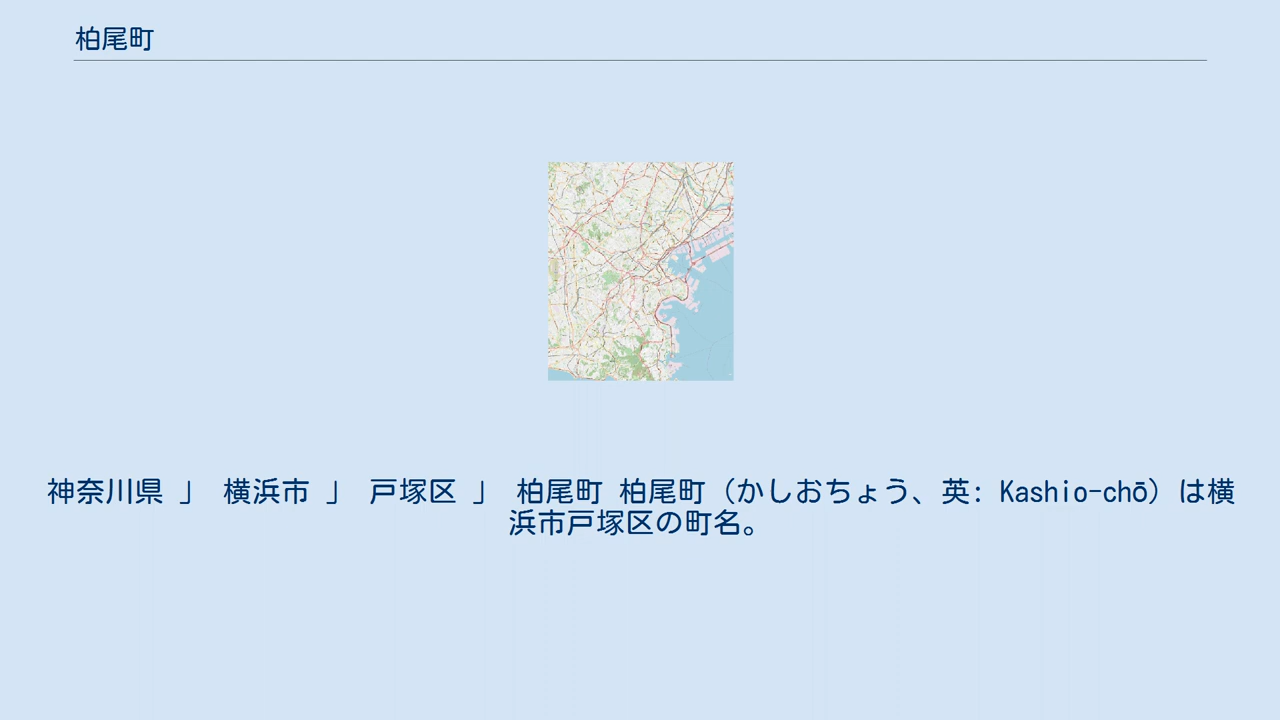 柏尾町
神奈川県 」 横浜市 」 戸塚区 」 柏尾町 柏尾町（かしおちょう、英: Kashio-chō）は横
浜市戸塚区の町名。